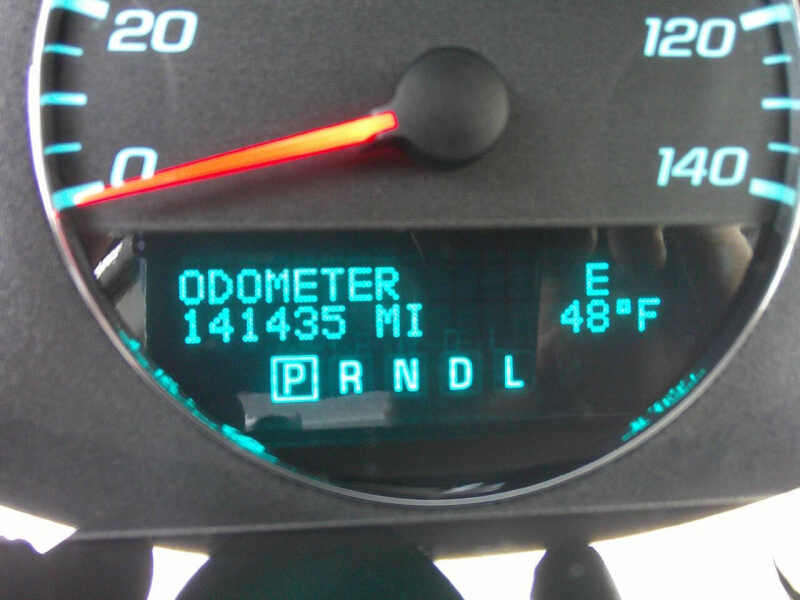 20 120
0 140
ODOMETER E
141435 MI 48°F
P R N D L